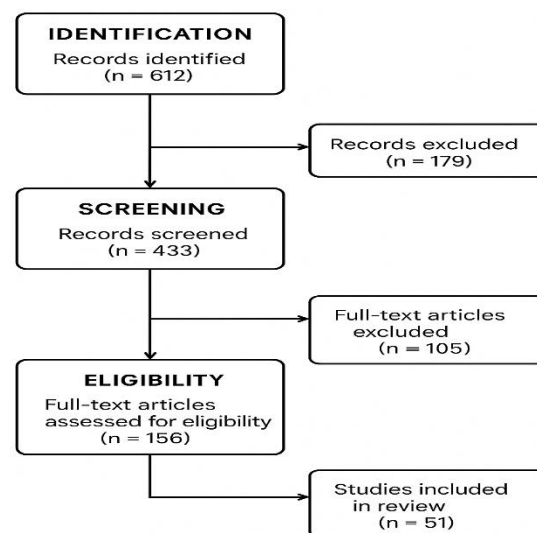 IDENTIFICATION
Records identified
(n = 612)
Records excluded
(n = 179)
SCREENING
Records screened
(n = 433)
Full-text articles
excluded
(n = 105)
ELIGIBILITY
Full-text articles
assessed for eligibility
(n = 156)
Studies included
in review
(n = 51)